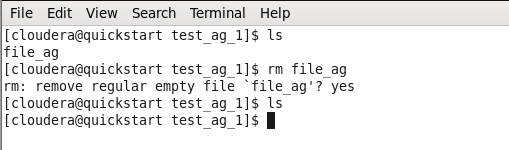 File Edit View Search Terminal Help
[cloudera@quickstart test_ag_1]$ ls
file_ag
[cloudera@quickstart test_ag_1]$ rm file_ag
rm: remove regular empty file `file_ag'? yes
[cloudera@quickstart test_ag_1]$ ls
[cloudera@quickstart test_ag_1]$